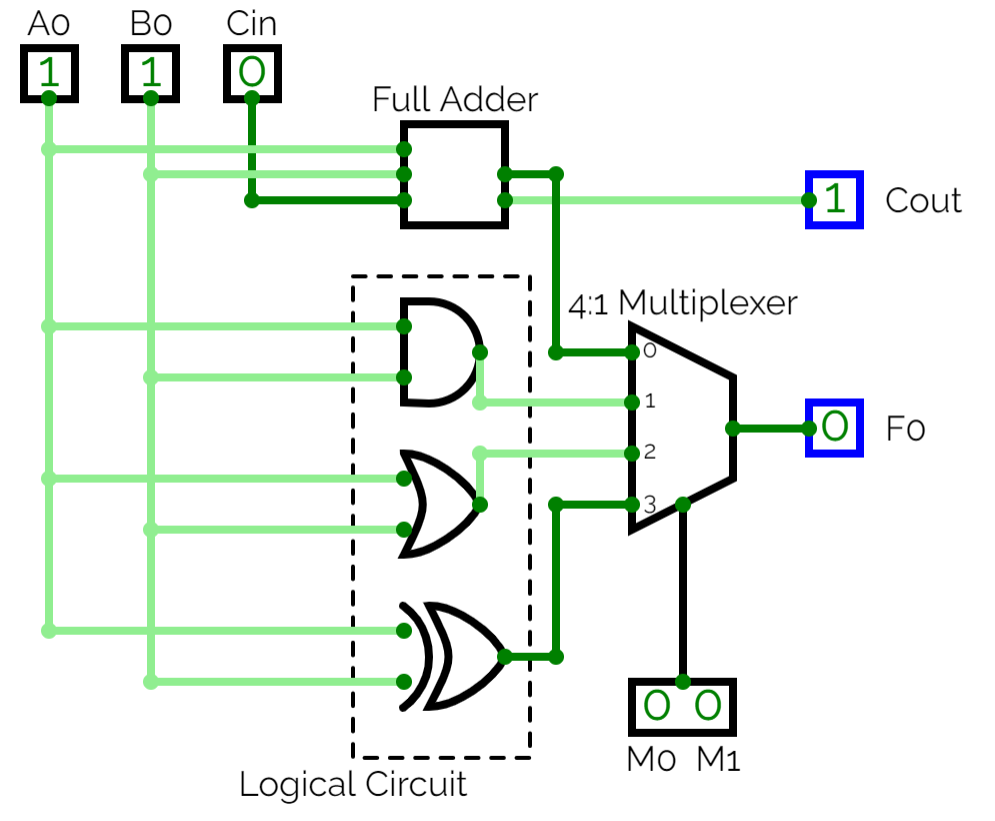 A0 B0 Cin
1 1 0
Full Adder
1 Cout
4:1 Multiplexer
0
1
2
3
0 F0
0 0
M0 M1
Logical Circuit